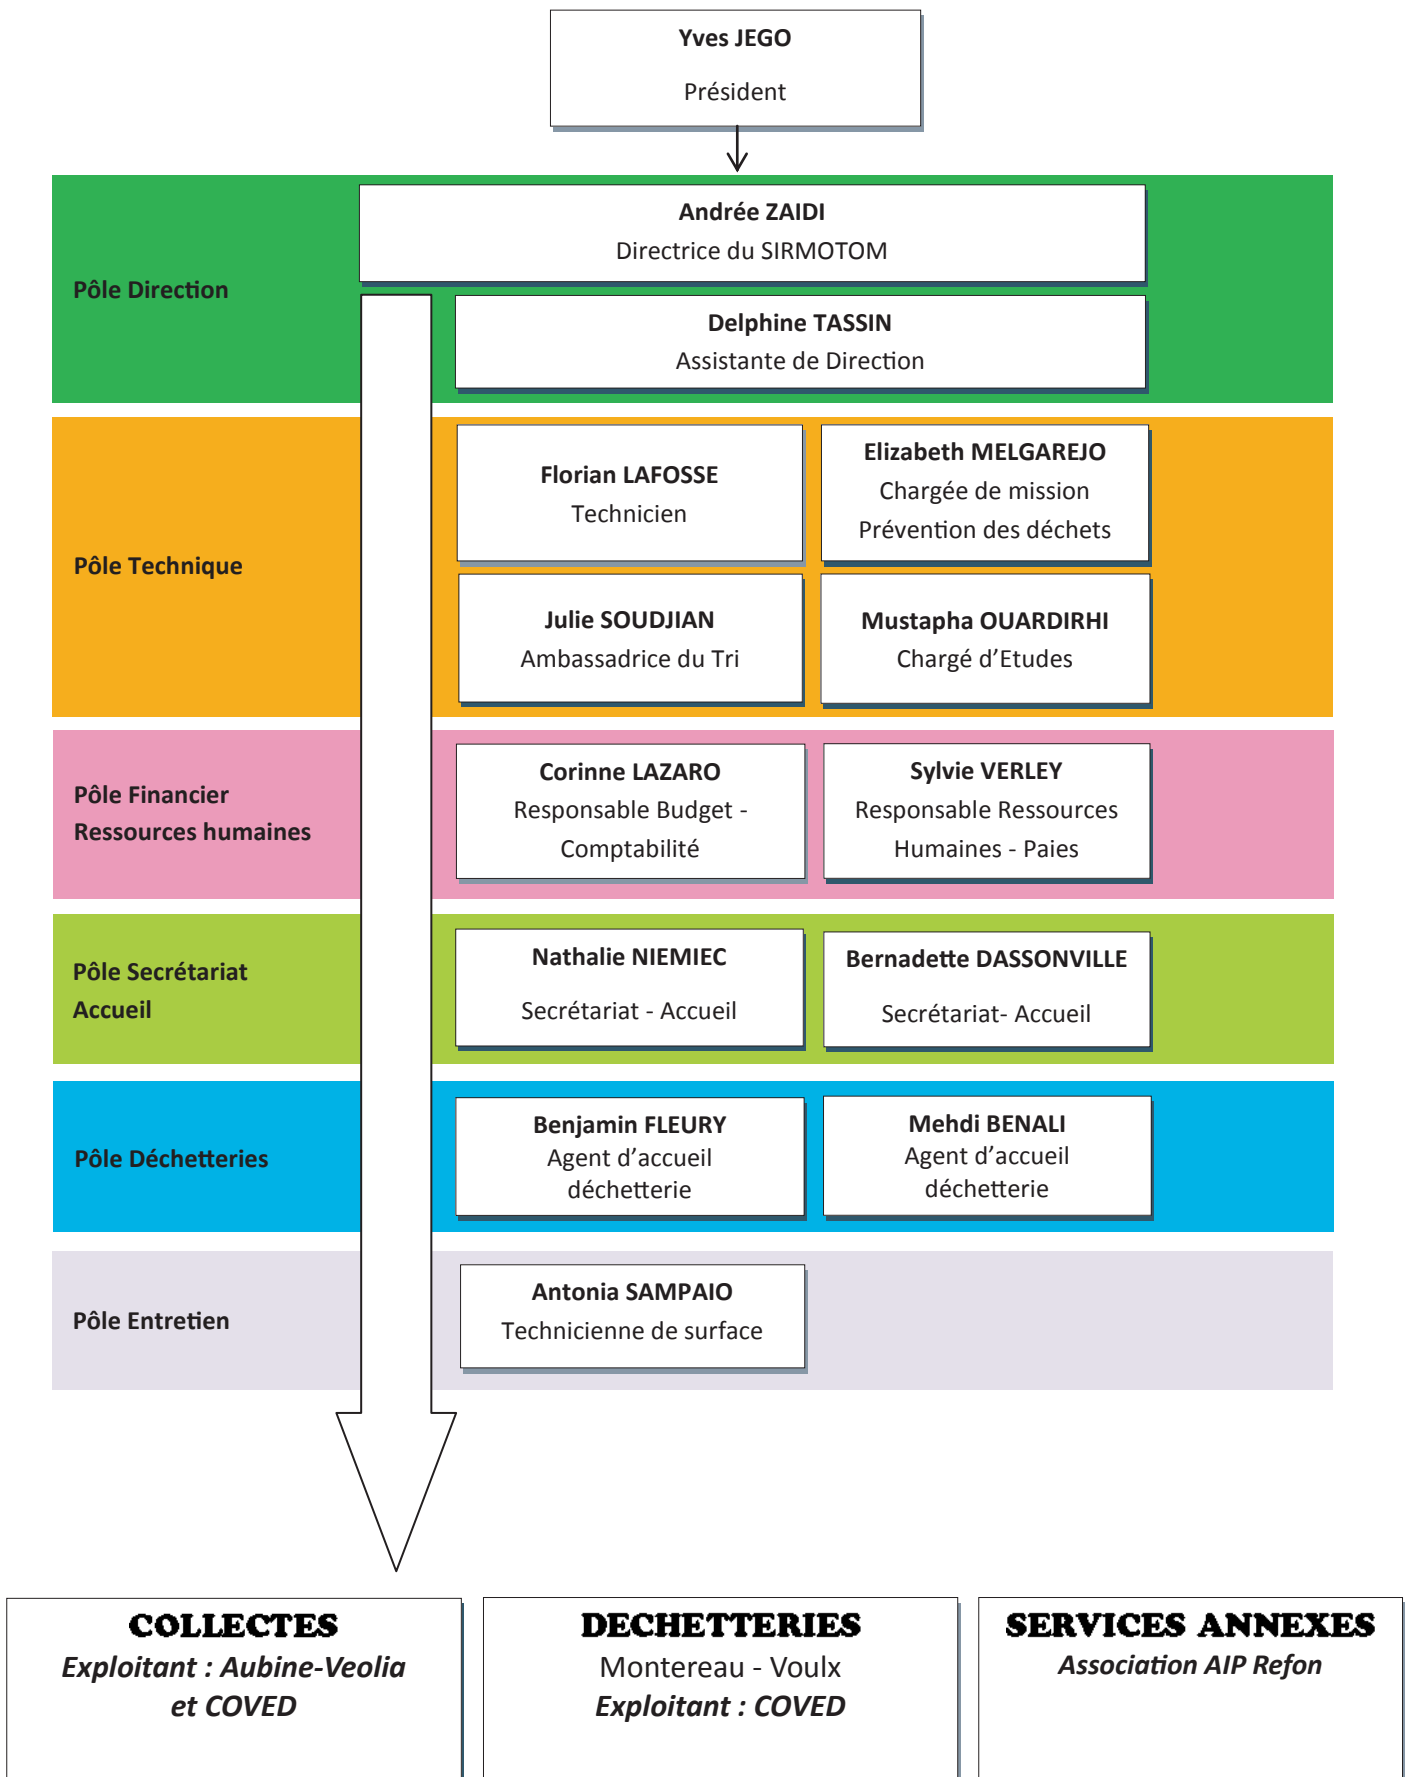 Yves JEGO
Président
Andrée ZAIDI
Directrice du SIRMOTOM
Pôle Direction
Delphine TASSIN
Assistante de Direction
Pôle Technique
Florian LAFOSSE
Technicien
Elizabeth MELGAREJO
Chargée de mission
Prévention des déchets
Julie SOUDJIAN
Ambassadrice du Tri
Mustapha OUARDIRHI
Chargé d’Etudes
Pôle Financier
Ressources humaines
Corinne LAZARO
Responsable Budget -
Comptabilité
Sylvie VERLEY
Responsable Ressources
Humaines - Paies
Pôle Secrétariat
Accueil
Nathalie NIEMIEC
Secrétariat - Accueil
Bernadette DASSONVILLE
Secrétariat- Accueil
Pôle Déchetteries
Benjamin FLEURY
Agent d’accueil
déchetterie
Mehdi BENALI
Agent d’accueil
déchetterie
Pôle Entretien
Antonia SAMPAIO
Technicienne de surface
COLLECTES
Exploitant : Aubine-Veolia
et COVED
DECHETTERIES
Montereau - Voulx
Exploitant : COVED
SERVICES ANNEXES
Association AIP Refon